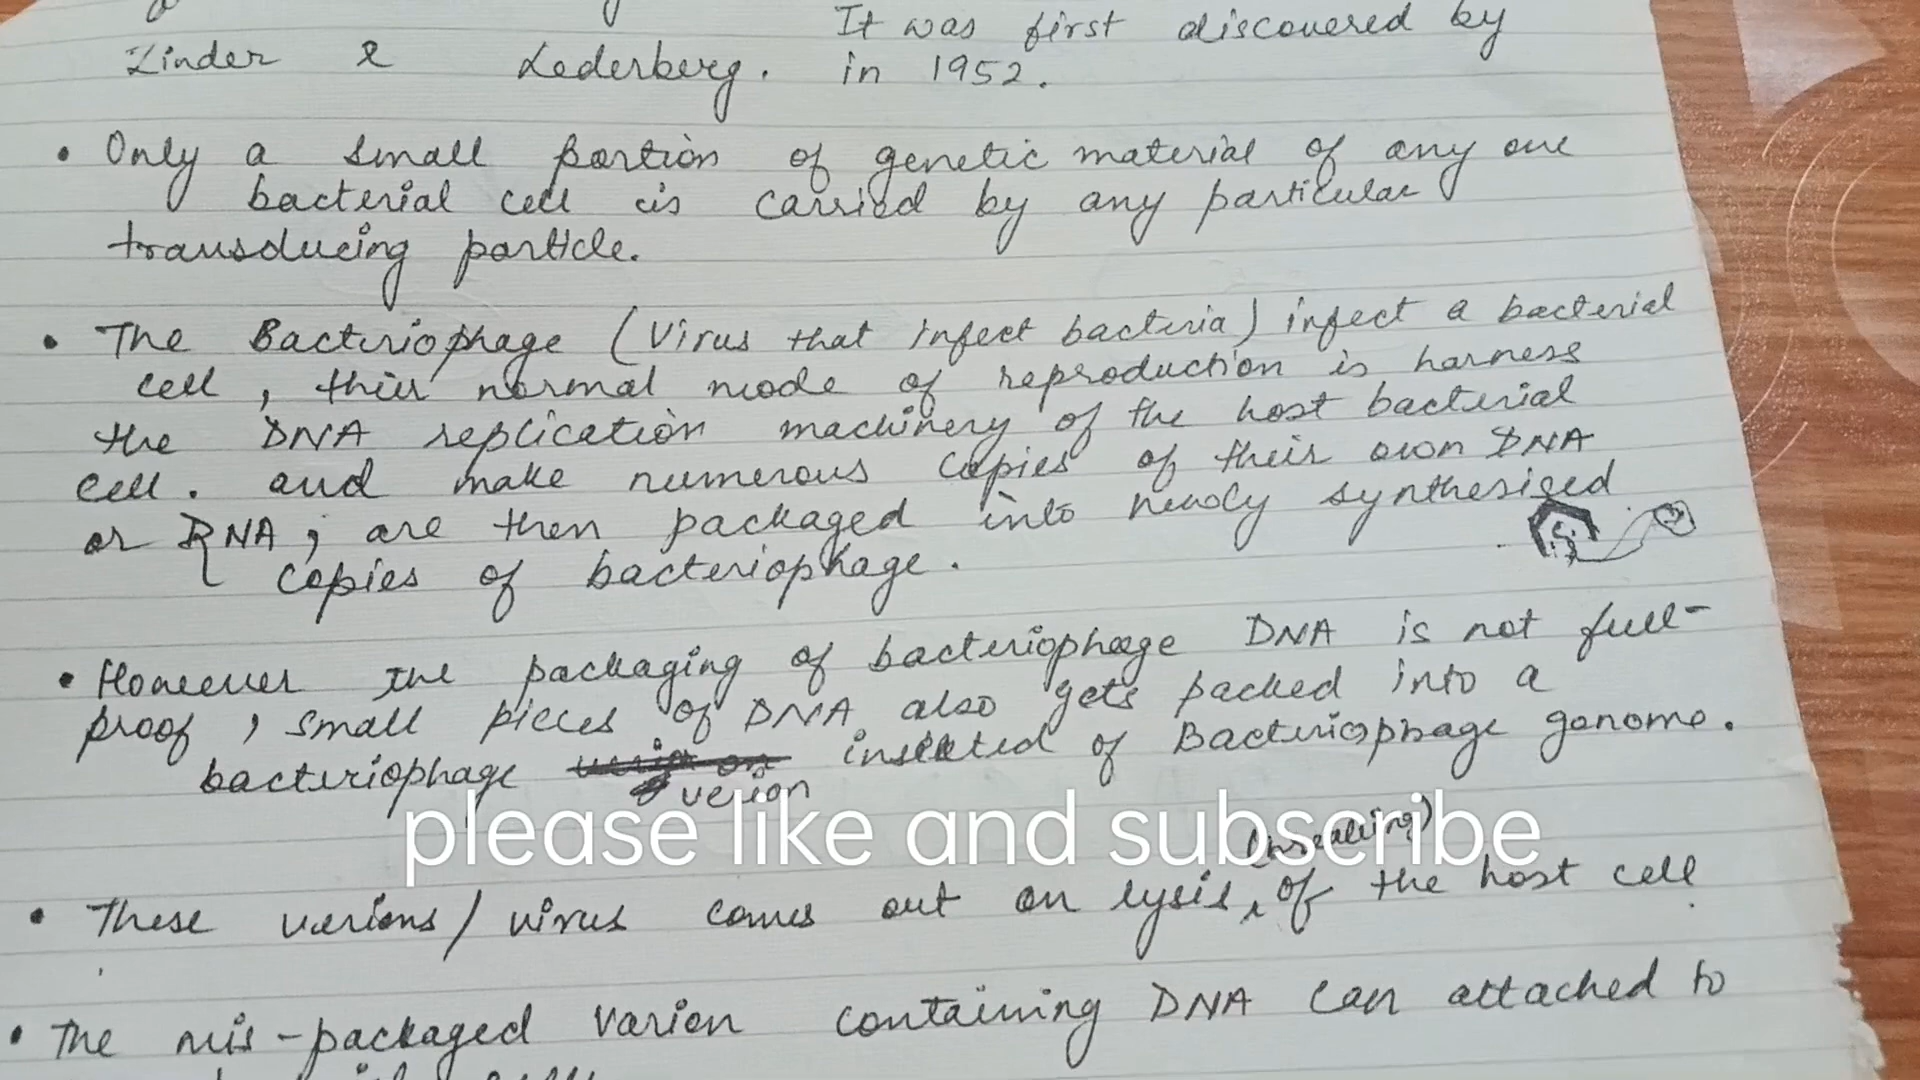 It was first discovered by
Zinder & Lederberg. in 1952.
• Only a small portion of genetic material of any one
bacterial cell is carried by any particular
transducing particle.
• The Bacteriophage (Virus that infect bacteria) infect a bacterial
cell, their normal mode of reproduction is harness
the DNA replication machinery of the host bacterial
cell. and make numerous copies of their own DNA
or RNA; are then packaged into newly synthesised
copies of bacteriophage.
• However the packaging of bacteriophage DNA is not full-
proof, small pieces of DNA also gets packed into a
bacteriophage insteted of Bacteriophage genome.
verion
please like and subscribe
• These verions/virus comes out on lysis, of the host cell
• The mis-packaged varion containing DNA can attached to